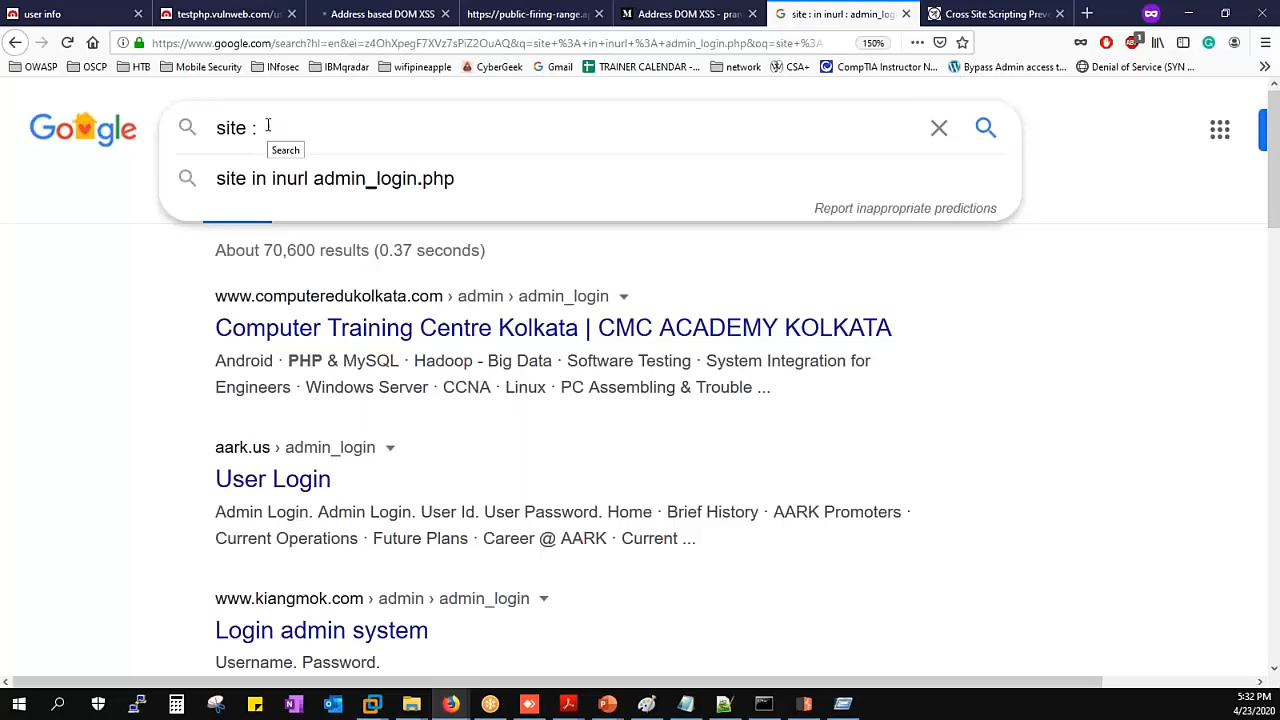 user info
testphp.vulnweb.com/us
Address based DOM XSS
https://public-firing-range.ap
Address DOM XSS - pran
site : in inurl : admin_log
Cross Site Scripting Preve
https://www.google.com/search?hl=en&ei=z4OhXpegF7XVz7sPiZ2OuAQ&q=site+%3A+in+inurl+%3A+admin_login.php&oq=site+%3
150%
OWASP
OSCP
HTB
Mobile Security
INfosec
IBMqradar
wifipineapple
CyberGeek
Gmail
TRAINER CALENDAR -...
network
CSA+
CompTIA Instructor N...
Bypass Admin access t...
Denial of Service (SYN ...
Google
site :
Search
site in inurl admin_login.php
Report inappropriate predictions
About 70,600 results (0.37 seconds)
www.computeredukolkata.com › admin › admin_login
Computer Training Centre Kolkata | CMC ACADEMY KOLKATA
Android · PHP & MySQL · Hadoop - Big Data · Software Testing · System Integration for
Engineers · Windows Server · CCNA · Linux · PC Assembling & Trouble ...
aark.us › admin_login
User Login
Admin Login. Admin Login. User Id. User Password. Home · Brief History · AARK Promoters ·
Current Operations · Future Plans · Career @ AARK · Current ...
www.kiangmok.com › admin › admin_login
Login admin system
Username. Password.
5:32 PM
4/23/2020